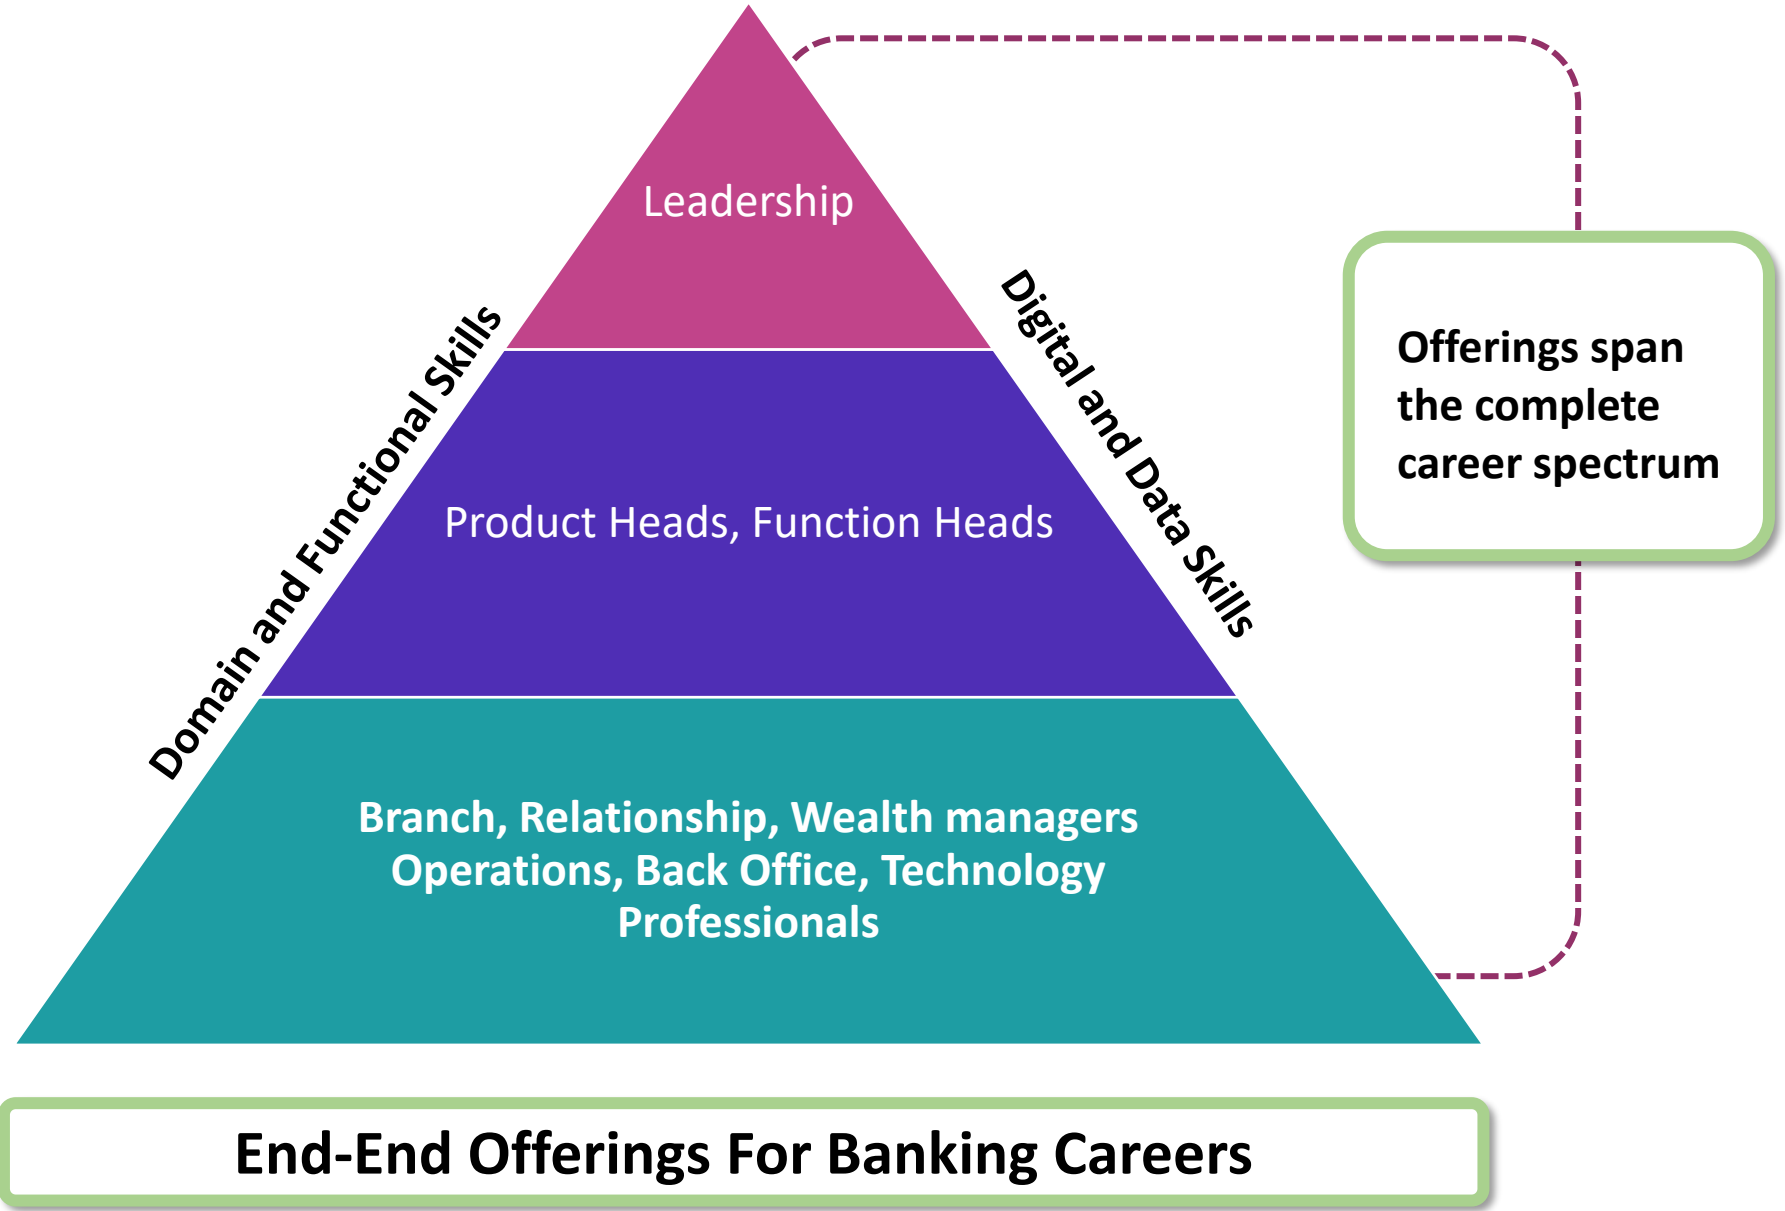 Leadership
Domain and Functional Skills
Digital and Data Skills
Offerings span
the complete
career spectrum
Product Heads, Function Heads
Branch, Relationship, Wealth managers
Operations, Back Office, Technology
Professionals
End-End Offerings For Banking Careers